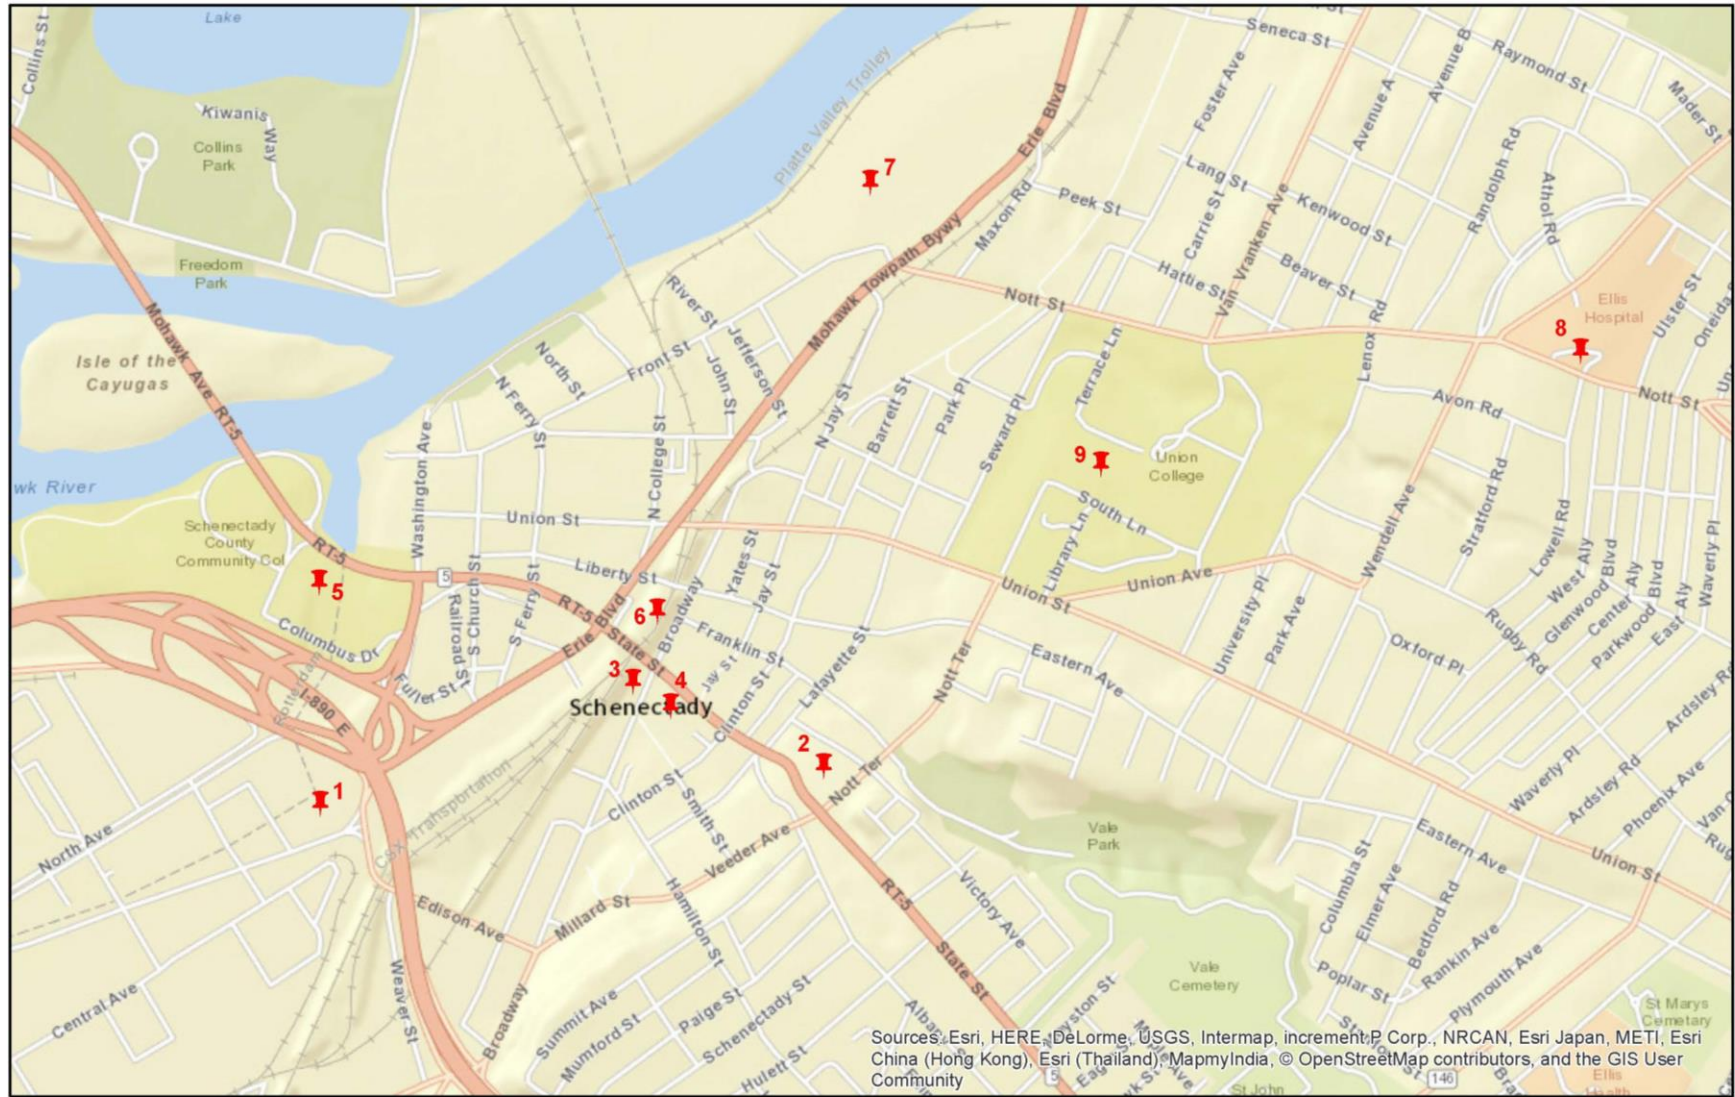 Lake
Collins St
Kiwanis Way
Collins
Park
Freedom
Park
Platte Valley Trolley
Erie Blvd
Seneca St
Raymond St
Mader St
Foster Ave
Avenue A
Avenue B
Randolph Rd
Athol Rd
7
Lang St
Kenwood St
Peek St
Maxon Rd
Carrie St
Van Vranken Ave
Hattie St
Beaver St
Mohawk Towpath Bywy
Nott St
Lenox Rd
Ellis
Hospital
8
Ulster St
Nott St
Mohawk Ave RT-5
Isle of the
Cayugas
River St
Jefferson St
Front St
John St
North St
N Ferry St
N College St
N Jay St
Barrett St
Park Pl
Seward Pl
Terrace Ln
9
Union
College
South Ln
Library Ln
Avon Rd
Stratford Rd
Wendell Ave
Lowell Rd
wk River
Washington Ave
Union St
Schenectady
County
Community Col
RT-5
5
5
Liberty St
Yates St
Jay St
Broadway
Union St
Union Ave
West Aly
Glenwood Blvd
Center Aly
Parkwood Blvd
East Aly
Waverly Pl
Railroad St
S Church St
S Ferry St
RT-5 State St
Erie Blvd
6
Franklin St
Lafayette St
Nott Ter
Eastern Ave
University Pl
Park Ave
Oxford Pl
Rugby Rd
Ardsley Rd
Columbus Dr
Fuller St
I-890 E
3
4
Jay St
Clinton St
Schenectady
2
Nott Ter
1
North Ave
CSX Transportation
Clinton St
Smith St
Veeder Ave
Vale
Park
Waverly Pl
Ardsley Rd
Phoenix Ave
Eastern Ave
Union St
Edison Ave
Millard St
Hamilton St
RT-5
State St
Victory Ave
Columbia St
Elmer Ave
Bedford Rd
Rankin Ave
Plymouth Ave
Poplar St
Vale
Cemetery
St Marys
Cemetary
Central Ave
Weaver St
Broadway
Summit Ave
Mumford St
Paige St
Schenectady St
Hulett St
Sources: Esri, HERE, DeLorme, USGS, Intermap, increment P Corp., NRCAN, Esri Japan, METI, Esri
China (Hong Kong), Esri (Thailand), MapmyIndia, © OpenStreetMap contributors, and the GIS User
Community
5
146
St John
Ellis
Health